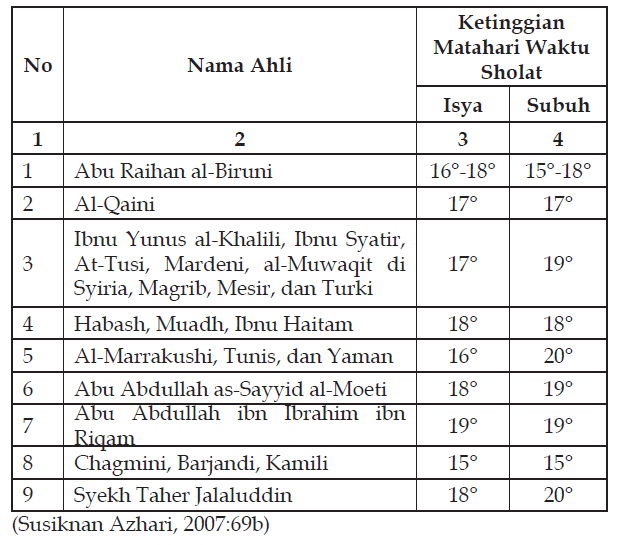 No Nama Ahli Ketinggian
Matahari Waktu
Sholat
Isya Subuh
1 2 3 4
1 Abu Raihan al-Biruni 16°-18° 15°-18°
2 Al-Qaini 17° 17°
3 Ibnu Yunus al-Khalili, Ibnu Syatir,
At-Tusi, Mardeni, al-Muwaqit di
Syiria, Magrib, Mesir, dan Turki 17° 19°
4 Habash, Muadh, Ibnu Haitam 18° 18°
5 Al-Marrakushi, Tunis, dan Yaman 16° 20°
6 Abu Abdullah as-Sayyid al-Moeti 18° 19°
7 Abu Abdullah ibn Ibrahim ibn
Riqam 19° 19°
8 Chagmini, Barjandi, Kamili 15° 15°
9 Syekh Taher Jalaluddin 18° 20°
(Susiknan Azhari, 2007:69b)